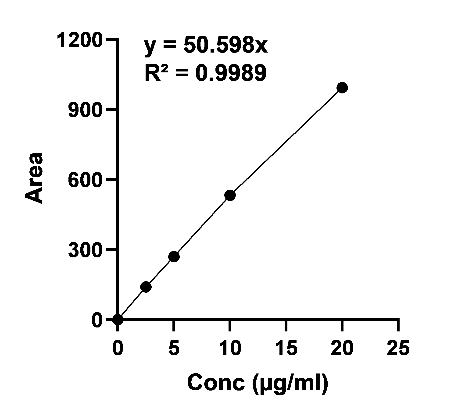 y = 50.598x
R² = 0.9989
1200
900
600
300
0
Area
0 5 10 15 20 25
Conc (µg/ml)